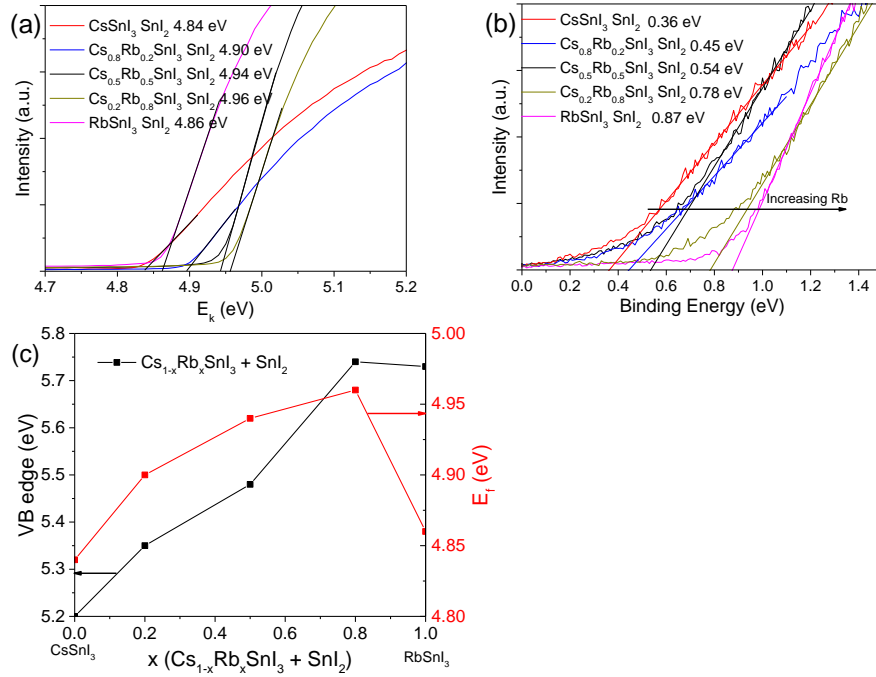 (a)
CsSnI₃ SnI₂ 4.84 eV
Cs₀.₈Rb₀.₂SnI₃ SnI₂ 4.90 eV
Cs₀.₅Rb₀.₅SnI₃ SnI₂ 4.94 eV
Cs₀.₂Rb₀.₈SnI₃ SnI₂ 4.96 eV
RbSnI₃ SnI₂ 4.86 eV
Intensity (a.u.)
4.7 4.8 4.9 5.0 5.1 5.2
Eₖ (eV)
(b)
CsSnI₃ SnI₂ 0.36 eV
Cs₀.₈Rb₀.₂SnI₃ SnI₂ 0.45 eV
Cs₀.₅Rb₀.₅SnI₃ SnI₂ 0.54 eV
Cs₀.₂Rb₀.₈SnI₃ SnI₂ 0.78 eV
RbSnI₃ SnI₂ 0.87 eV
Increasing Rb
Intensity (a.u.)
0.0 0.2 0.4 0.6 0.8 1.0 1.2 1.4
Binding Energy (eV)
(c)
Cs₁₋ₓRbₓSnI₃ + SnI₂
VB edge (eV)
5.8
5.7
5.6
5.5
5.4
5.3
5.2
5.00
4.95
4.90
4.85
4.80
E_f (eV)
0.0 0.2 0.4 0.6 0.8 1.0
CsSnI₃
RbSnI₃
x (Cs₁₋ₓRbₓSnI₃ + SnI₂)